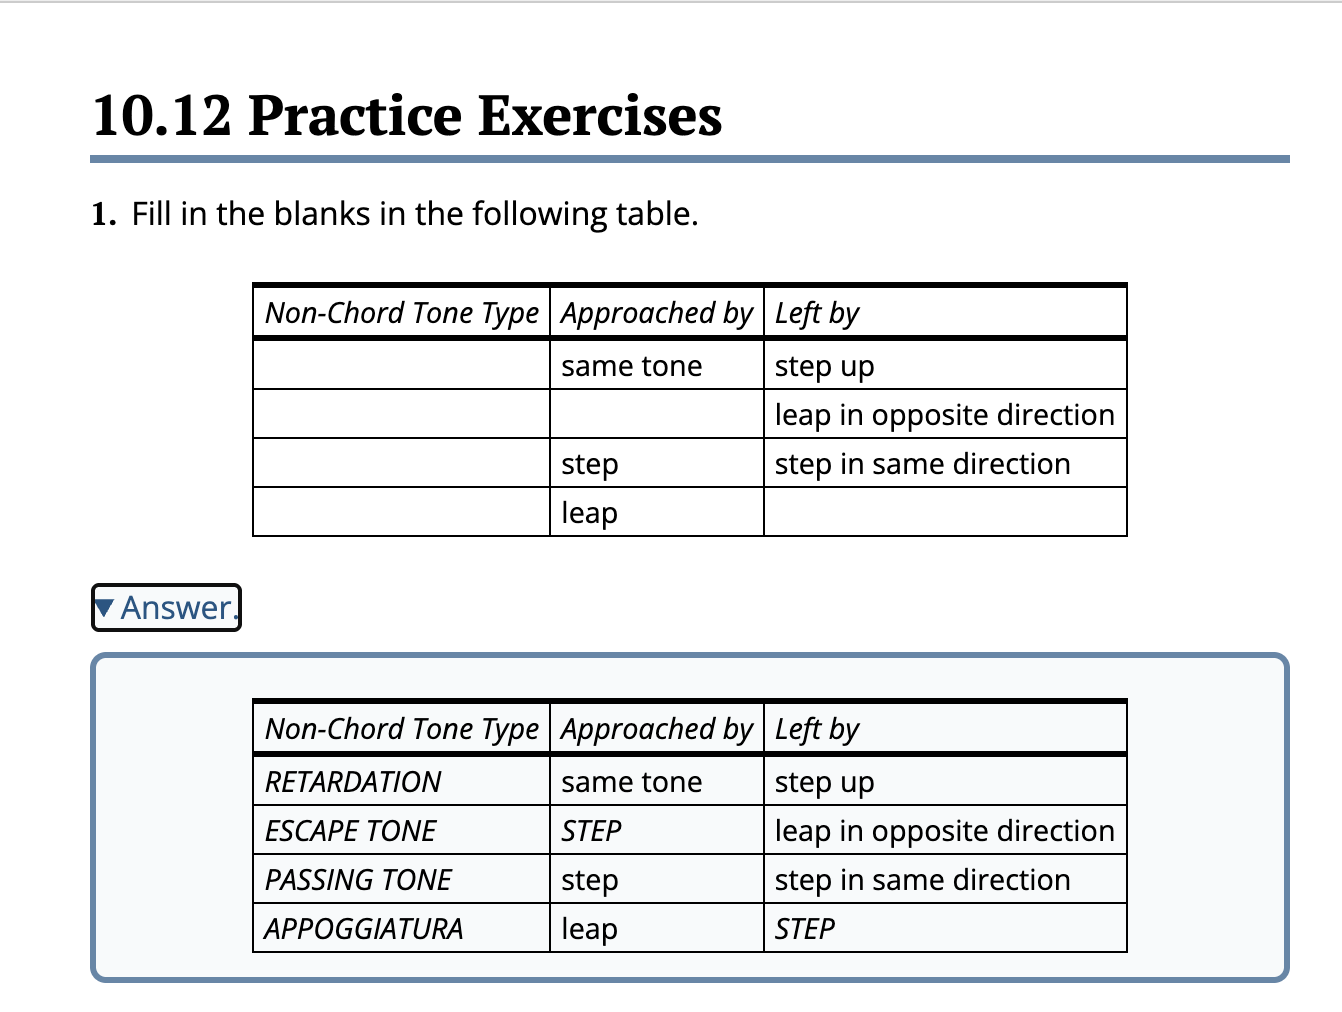 10.12 Practice Exercises
1. Fill in the blanks in the following table.
Non-Chord Tone Type Approached by Left by
same tone step up
leap in opposite direction
step step in same direction
leap
▼ Answer.
Non-Chord Tone Type Approached by Left by
RETARDATION same tone step up
ESCAPE TONE STEP leap in opposite direction
PASSING TONE step step in same direction
APPOGGIATURA leap STEP